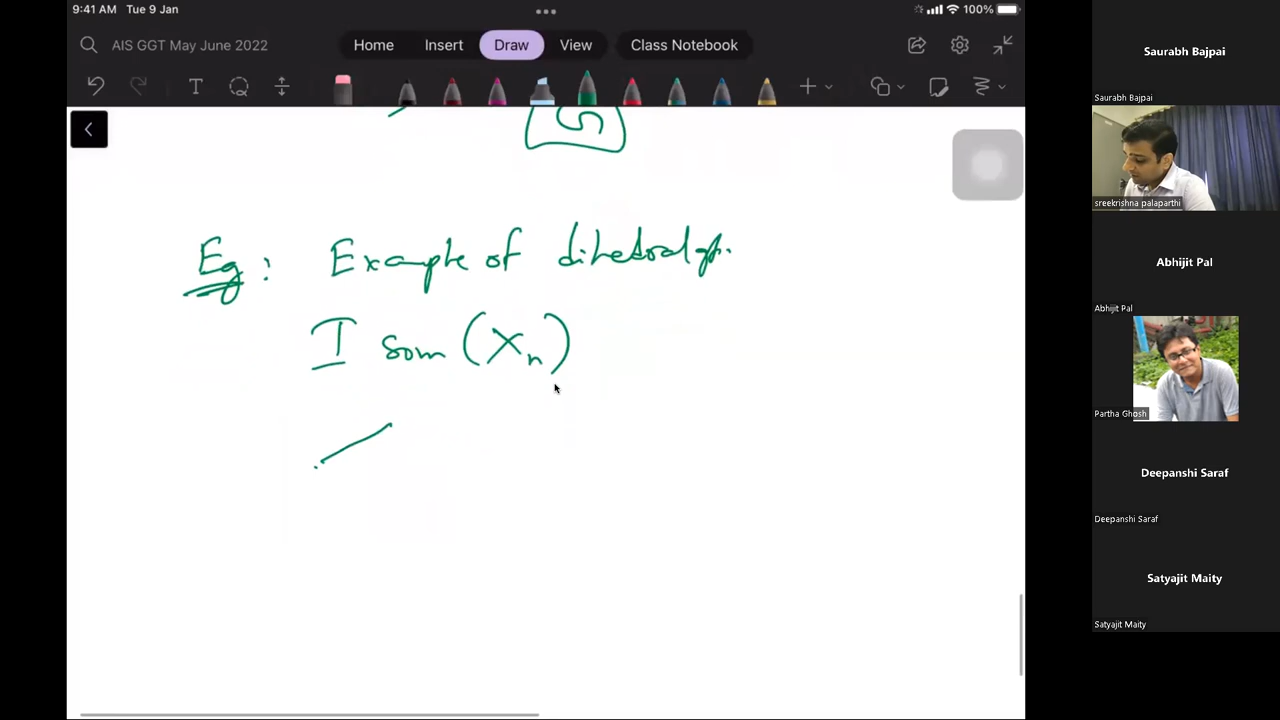 9:41 AM Tue 9 Jan
100%
AIS GGT May June 2022
Home Insert Draw View Class Notebook
Eg: Example of dihedral gp.
Isom (Xn)
Saurabh Bajpai
Saurabh Bajpai
sreekrishna palaparthi
Abhijit Pal
Abhijit Pal
Partha Ghosh
Deepanshi Saraf
Deepanshi Saraf
Satyajit Maity
Satyajit Maity